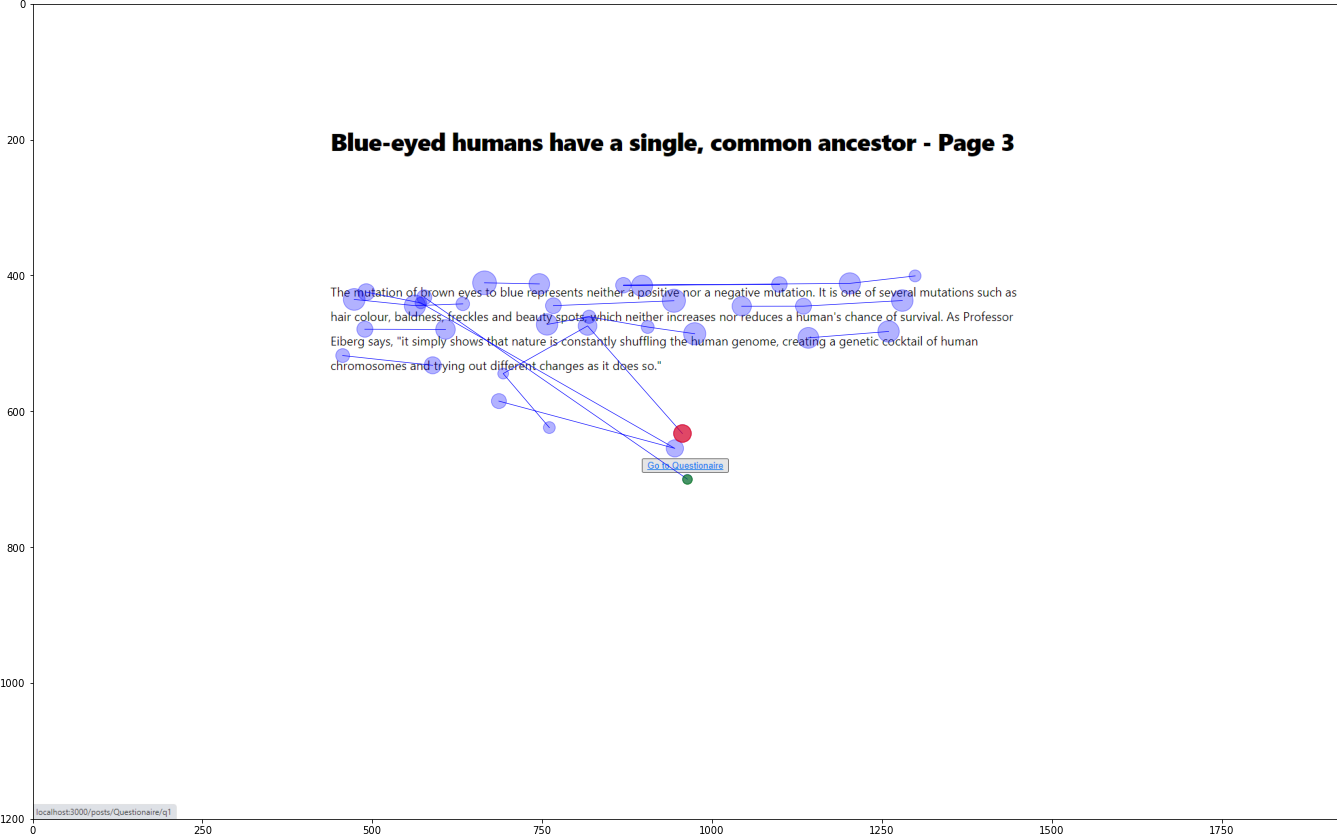 0
200
Blue-eyed humans have a single, common ancestor - Page 3
400
The mutation of brown eyes to blue represents neither a positive nor a negative mutation. It is one of several mutations such as
hair colour, baldness, freckles and beauty spots, which neither increases nor reduces a human's chance of survival. As Professor
Eiberg says, "it simply shows that nature is constantly shuffling the human genome, creating a genetic cocktail of human
chromosomes and trying out different changes as it does so."
600
Go to Questionaire
800
1000
localhost:3000/posts/Questionaire/q1
1200
0 250 500 750 1000 1250 1500 1750